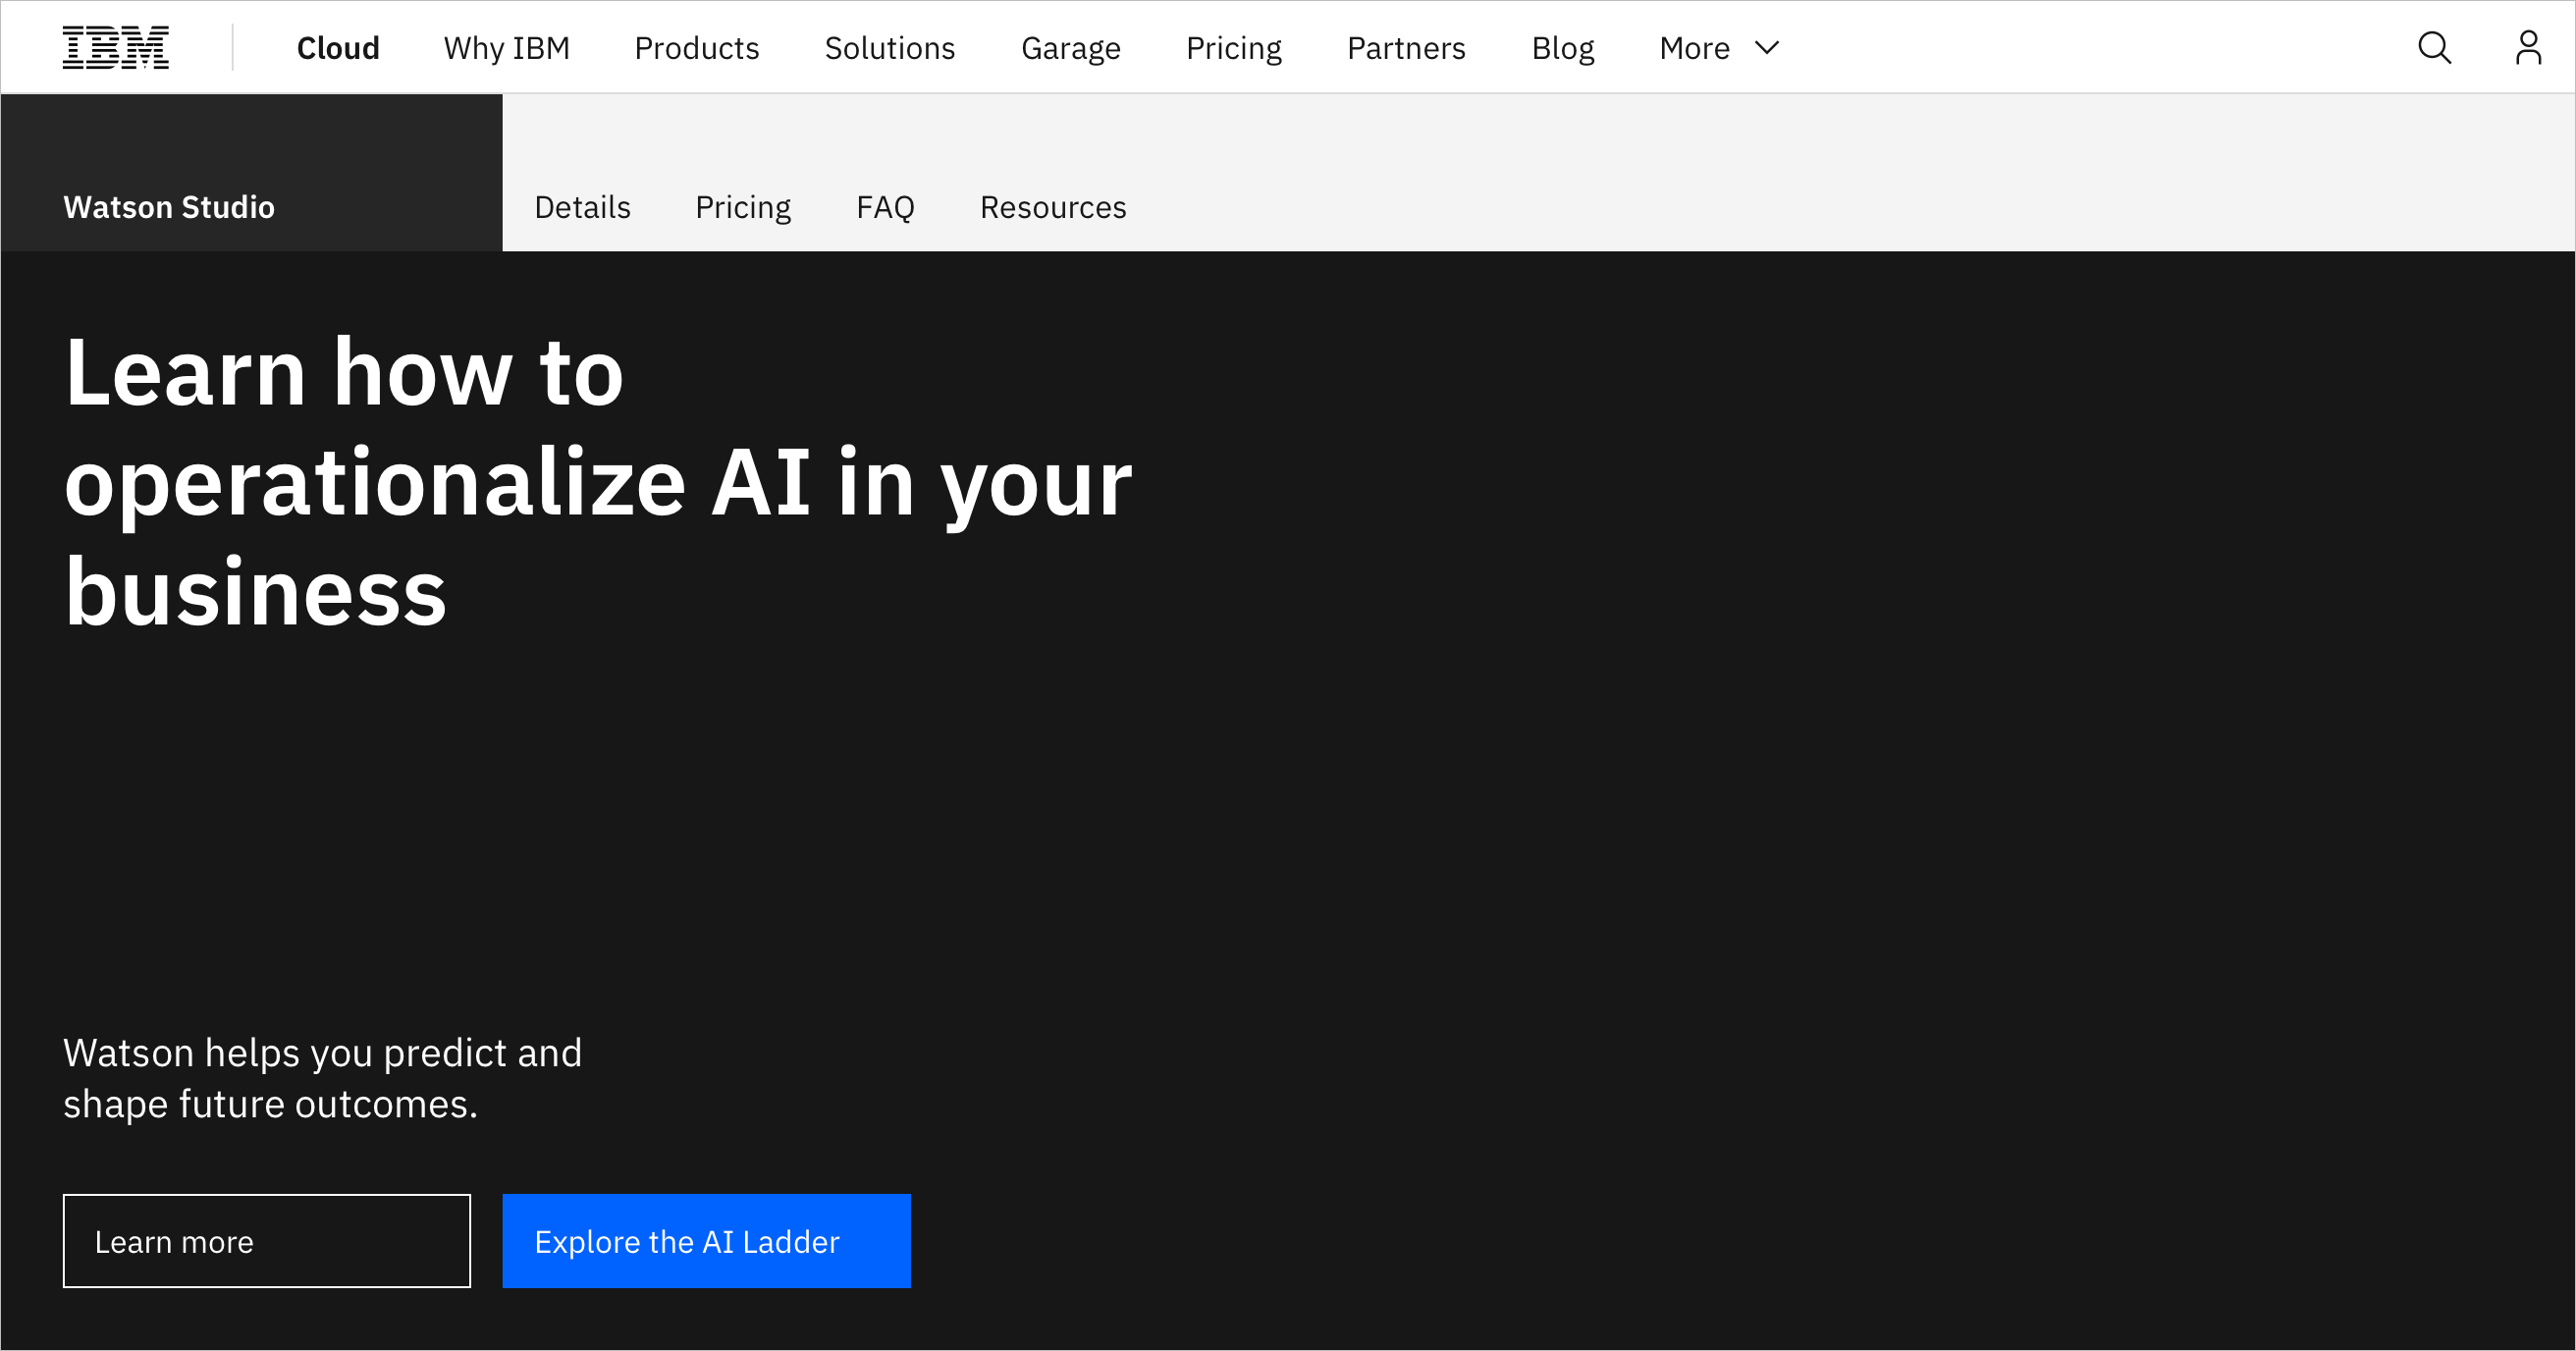 IBM Cloud Why IBM Products Solutions Garage Pricing Partners Blog More
Watson Studio Details Pricing FAQ Resources
Learn how to
operationalize AI in your
business
Watson helps you predict and
shape future outcomes.
Learn more Explore the AI Ladder